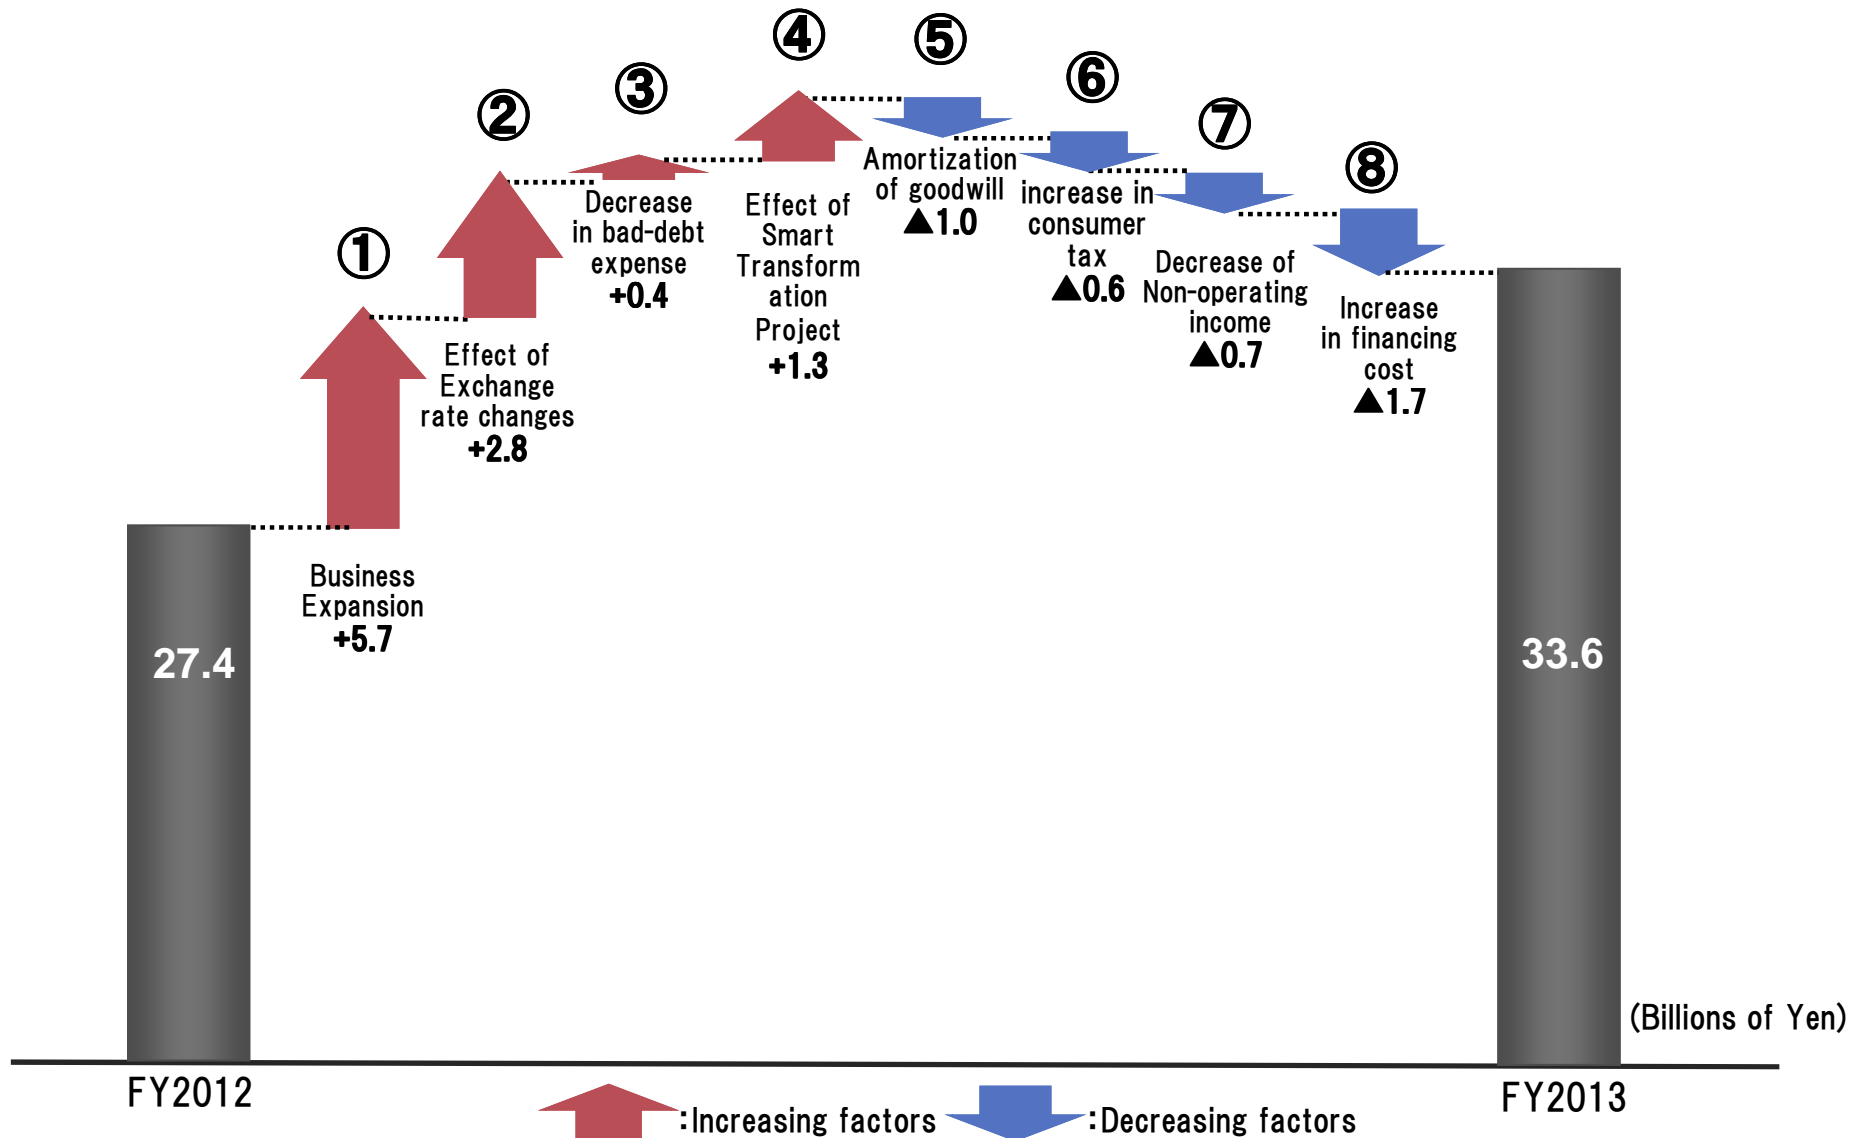 ①
Business
Expansion
+5.7
②
Effect of
Exchange
rate changes
+2.8
③
Decrease
in bad-debt
expense
+0.4
④
Effect of
Smart
Transform
ation
Project
+1.3
⑤
Amortization
of goodwill
▲1.0
⑥
increase in
consumer
tax
▲0.6
⑦
Decrease of
Non-operating
income
▲0.7
⑧
Increase
in financing
cost
▲1.7
27.4
33.6
(Billions of Yen)
FY2012
FY2013
:Increasing factors
:Decreasing factors